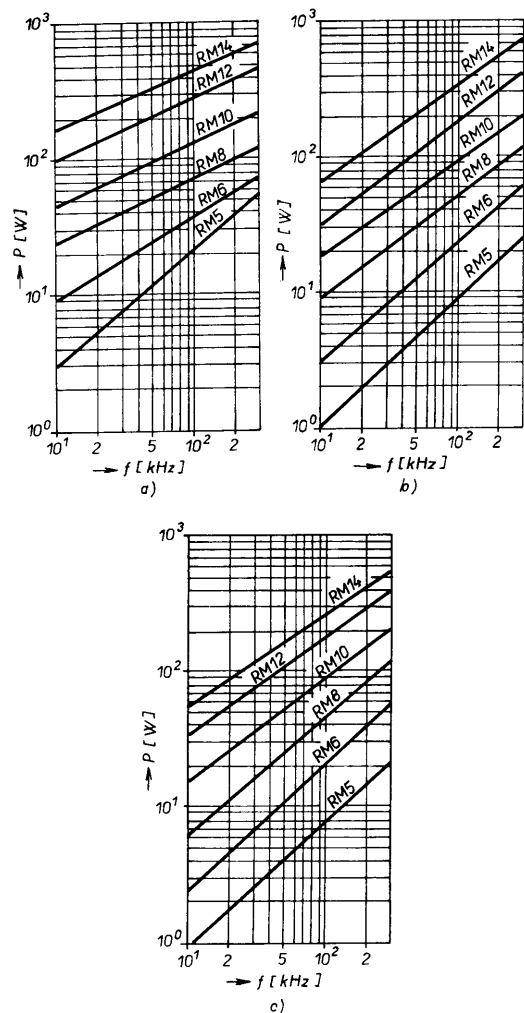 10³
RM14
RM12
RM10
10²
RM8
RM6
RM5
P [W]
10¹
10⁰
10¹ 2 5 10² 2
f [kHz]
a)
10³
RM14
RM12
RM10
10²
RM8
RM6
RM5
P [W]
10¹
10⁰
10¹ 2 5 10² 2
f [kHz]
b)
10³
RM14
RM12
RM10
10²
RM8
RM6
RM5
P [W]
10¹
10⁰
10¹ 2 5 10² 2
f [kHz]
c)